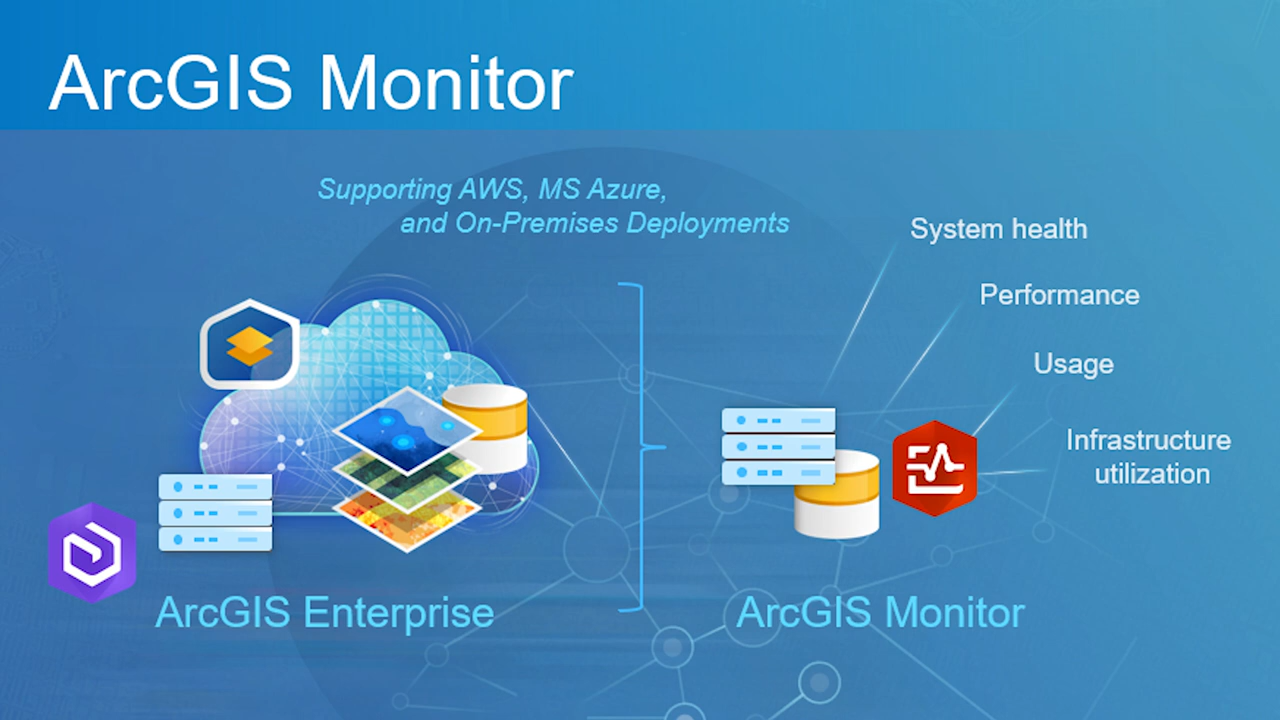 ArcGIS Monitor
Supporting AWS, MS Azure,
and On-Premises Deployments
System health
Performance
Usage
Infrastructure
utilization
ArcGIS Enterprise
ArcGIS Monitor